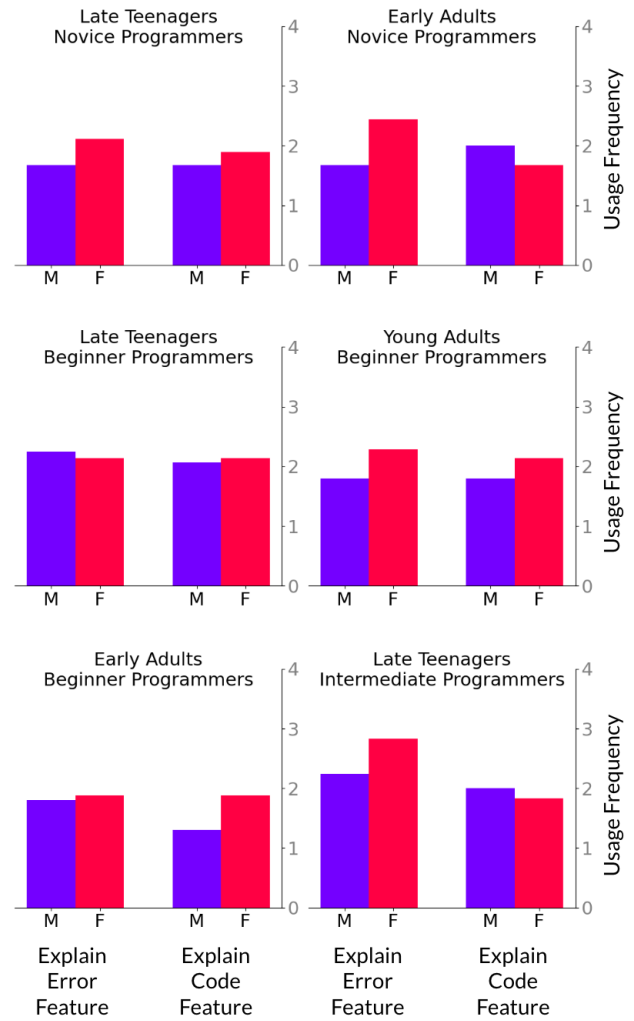 Late Teenagers
Novice Programmers
4
3
2
1
0
M F M F
Early Adults
Novice Programmers
4
3
2
1
0
M F M F
Usage Frequency
Late Teenagers
Beginner Programmers
4
3
2
1
0
M F M F
Young Adults
Beginner Programmers
4
3
2
1
0
M F M F
Usage Frequency
Early Adults
Beginner Programmers
4
3
2
1
0
M F M F
Late Teenagers
Intermediate Programmers
4
3
2
1
0
M F M F
Usage Frequency
Explain
Error
Feature
Explain
Code
Feature
Explain
Error
Feature
Explain
Code
Feature